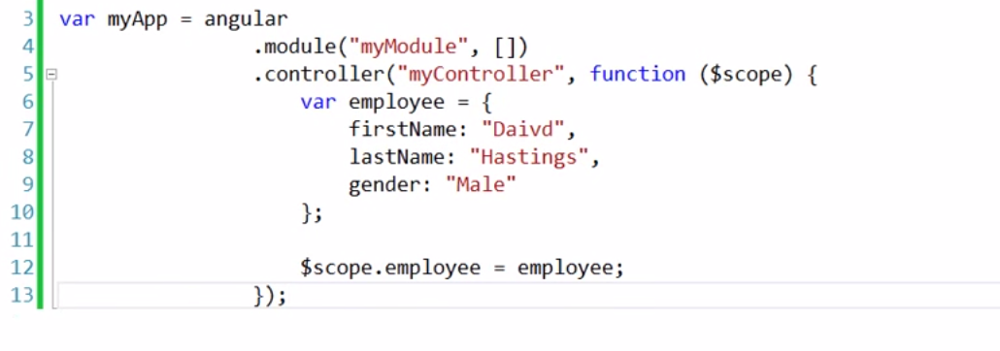 3 var myApp = angular
4 .module("myModule", [])
5 .controller("myController", function ($scope) {
6 var employee = {
7 firstName: "Daivd",
8 lastName: "Hastings",
9 gender: "Male"
10 };
11
12 $scope.employee = employee;
13 });